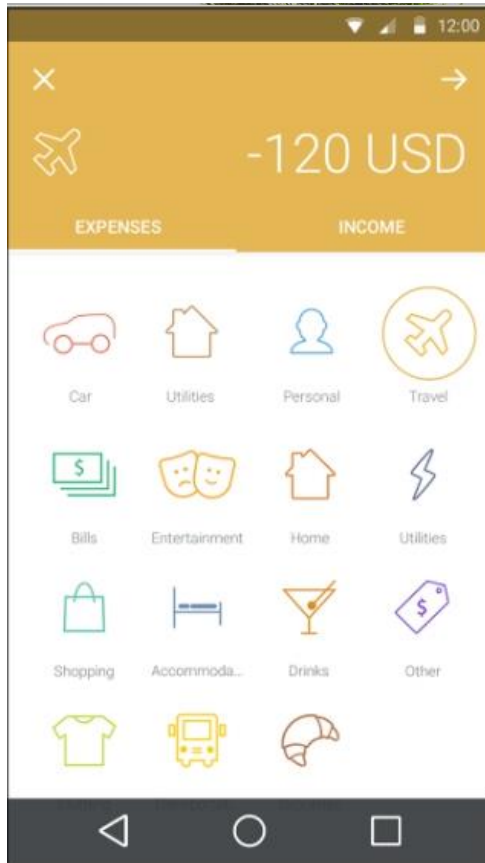 12:00
-120 USD
EXPENSES INCOME
Car Utilities Personal Travel
$
Bills Entertainment Home Utilities
$
Shopping Accommoda... Drinks Other